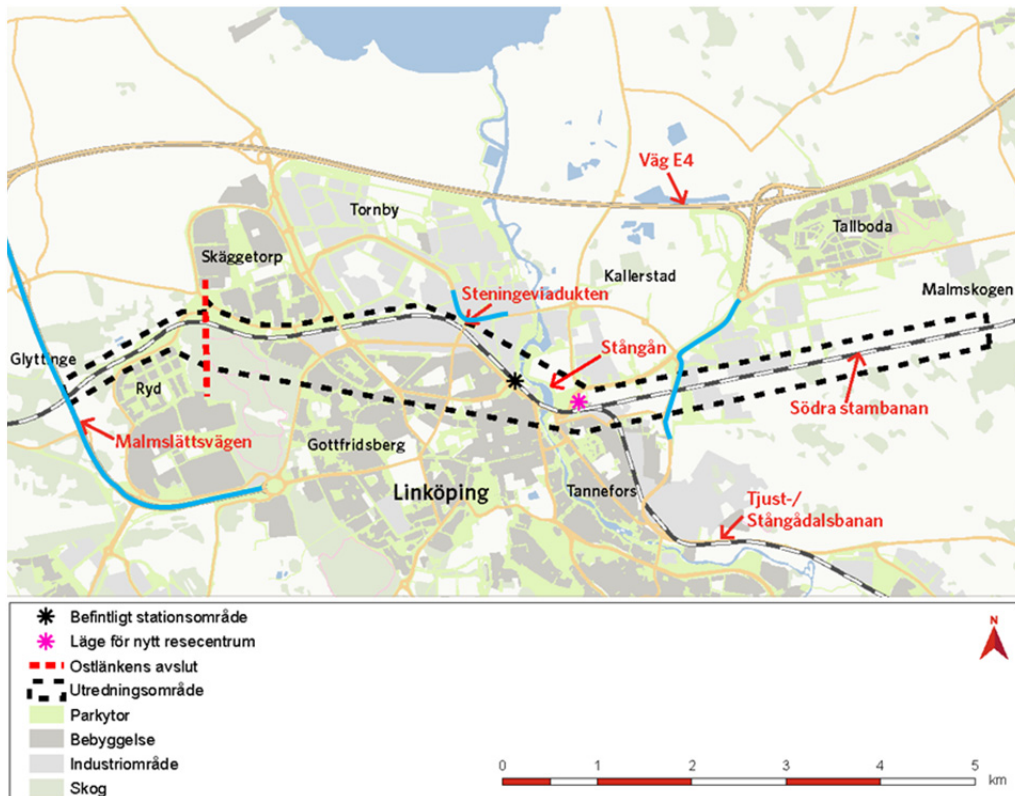 Väg E4
Tornby
Tallboda
Skäggetorp
Kallerstad
Malmskogen
Steningeviadukten
Stångån
Glyttinge
Ryd
Södra stambanan
Malmslättsvägen
Gottfridsberg
Linköping
Tannefors
Tjust-/
Stångådalsbanan
Befintligt stationsområde
Läge för nytt resecentrum
Ostlänkens avslut
Utredningsområde
Parkytor
Bebyggelse
Industriområde
Skog
N
0 1 2 3 4 5
km